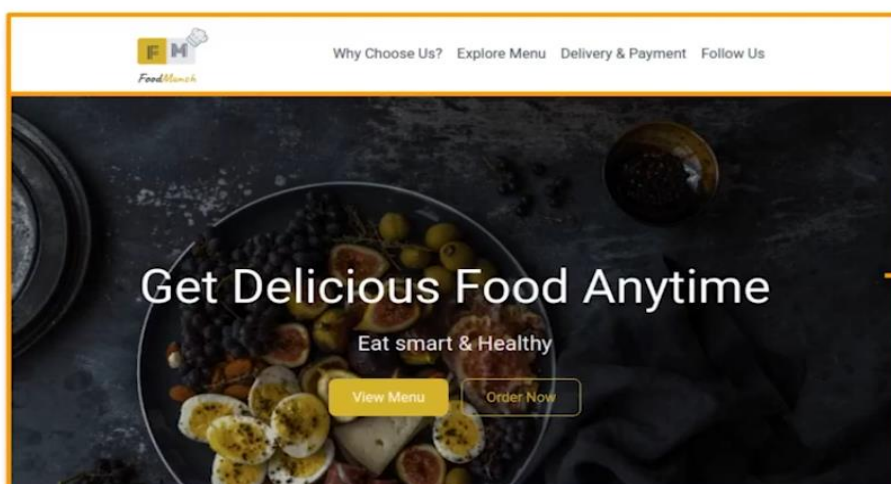 FM
FoodMunch
Why Choose Us? Explore Menu Delivery & Payment Follow Us
Get Delicious Food Anytime
Eat smart & Healthy
View Menu Order Now